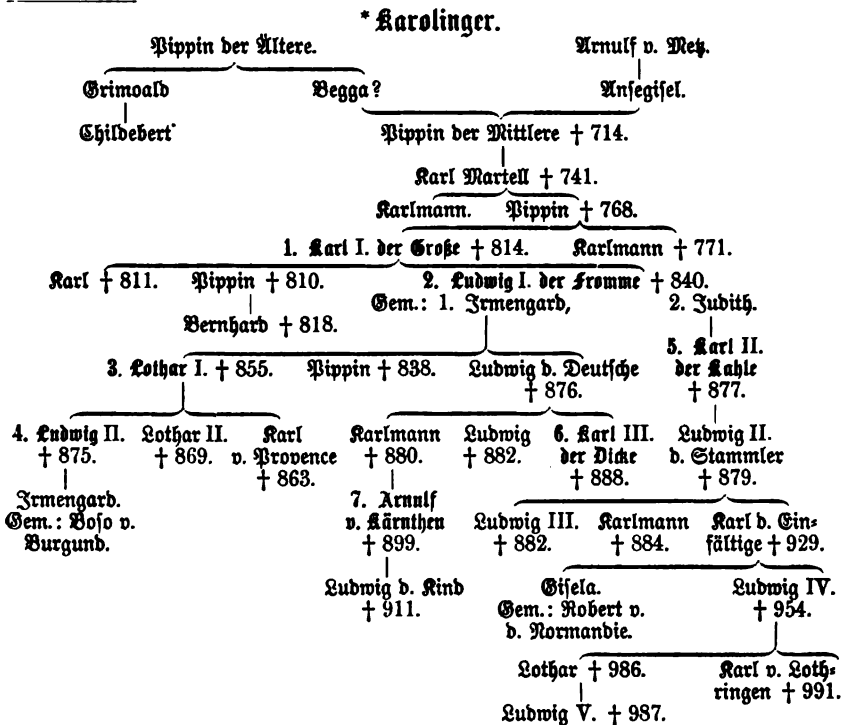 * Karolinger.
Pippin der Ältere. Arnulf v. Metz.
Grimoald Begga? Ansegisel.
Childebert
Pippin der Mittlere † 714.
Karl Martell † 741.
Karlmann. Pippin † 768.
1. Karl I. der Große † 814. Karlmann † 771.
Karl † 811. Pippin † 810. 2. Ludwig I. der Fromme † 840.
Gem.: 1. Irmengard, 2. Judith.
Bernhard † 818.
5. Karl II.
3. Lothar I. † 855. Pippin † 838. Ludwig d. Deutsche der Kahle
† 876. † 877.
4. Ludwig II. Lothar II. Karl Karlmann Ludwig 6. Karl III. Ludwig II.
† 875. † 869. v. Provence † 880. † 882. der Dicke d. Stammler
† 863. † 888. † 879.
Irmengard. 7. Arnulf
Gem.: Boso v. v. Kärnthen Ludwig III. Karlmann Karl d. Ein-
Burgund. † 899. † 882. † 884. fältige † 929.
Ludwig d. Kind Gisela. Ludwig IV.
† 911. Gem.: Robert v. † 954.
d. Normandie.
Lothar † 986. Karl v. Loth-
ringen † 991.
Ludwig V. † 987.